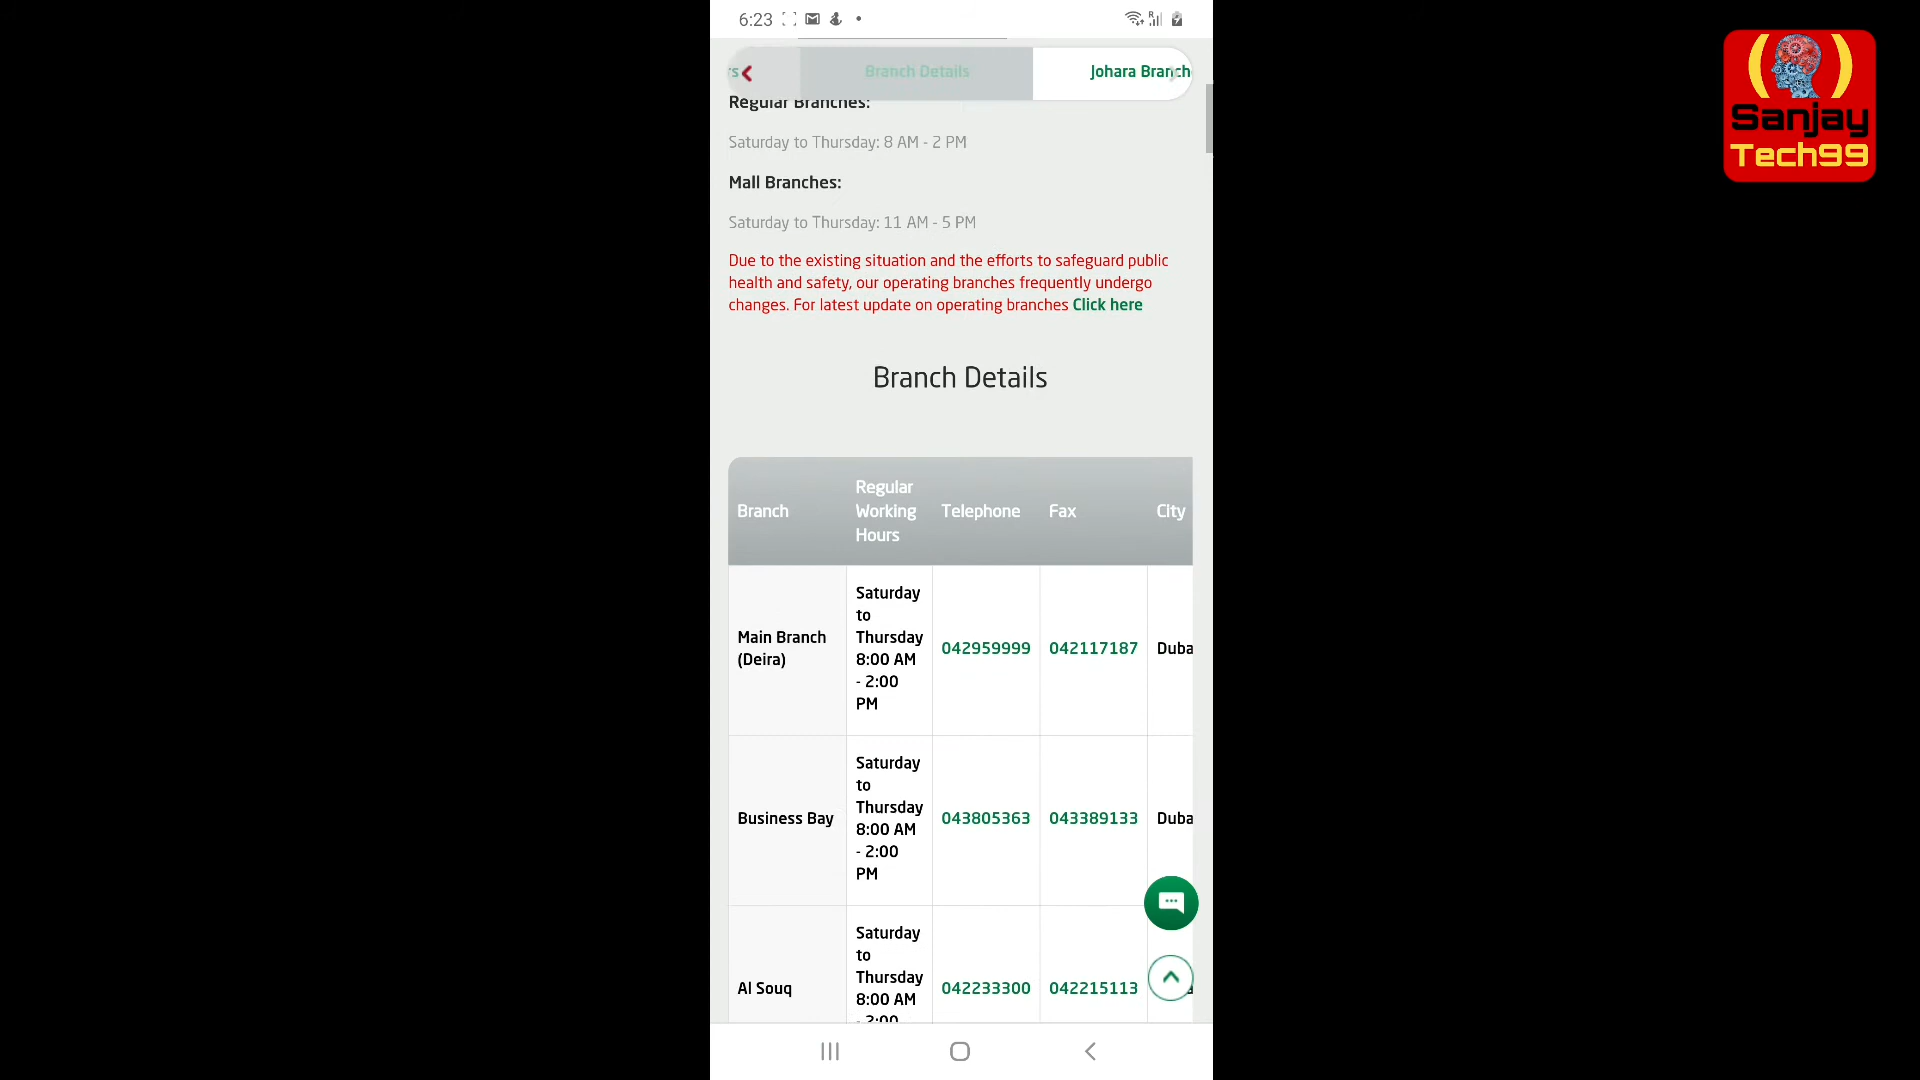 6:23
rs
Branch Details
Johara Branch
Regular Branches:
Saturday to Thursday: 8 AM - 2 PM
Mall Branches:
Saturday to Thursday: 11 AM - 5 PM
Due to the existing situation and the efforts to safeguard public
health and safety, our operating branches frequently undergo
changes. For latest update on operating branches Click here
Branch Details
Branch
Regular
Working
Hours
Telephone
Fax
City
Main Branch
(Deira)
Saturday
to
Thursday
8:00 AM
- 2:00
PM
042959999
042117187
Duba
Business Bay
Saturday
to
Thursday
8:00 AM
- 2:00
PM
043805363
043389133
Duba
Al Souq
Saturday
to
Thursday
8:00 AM
- 2:00
042233300
042215113
Sanjay
Tech99